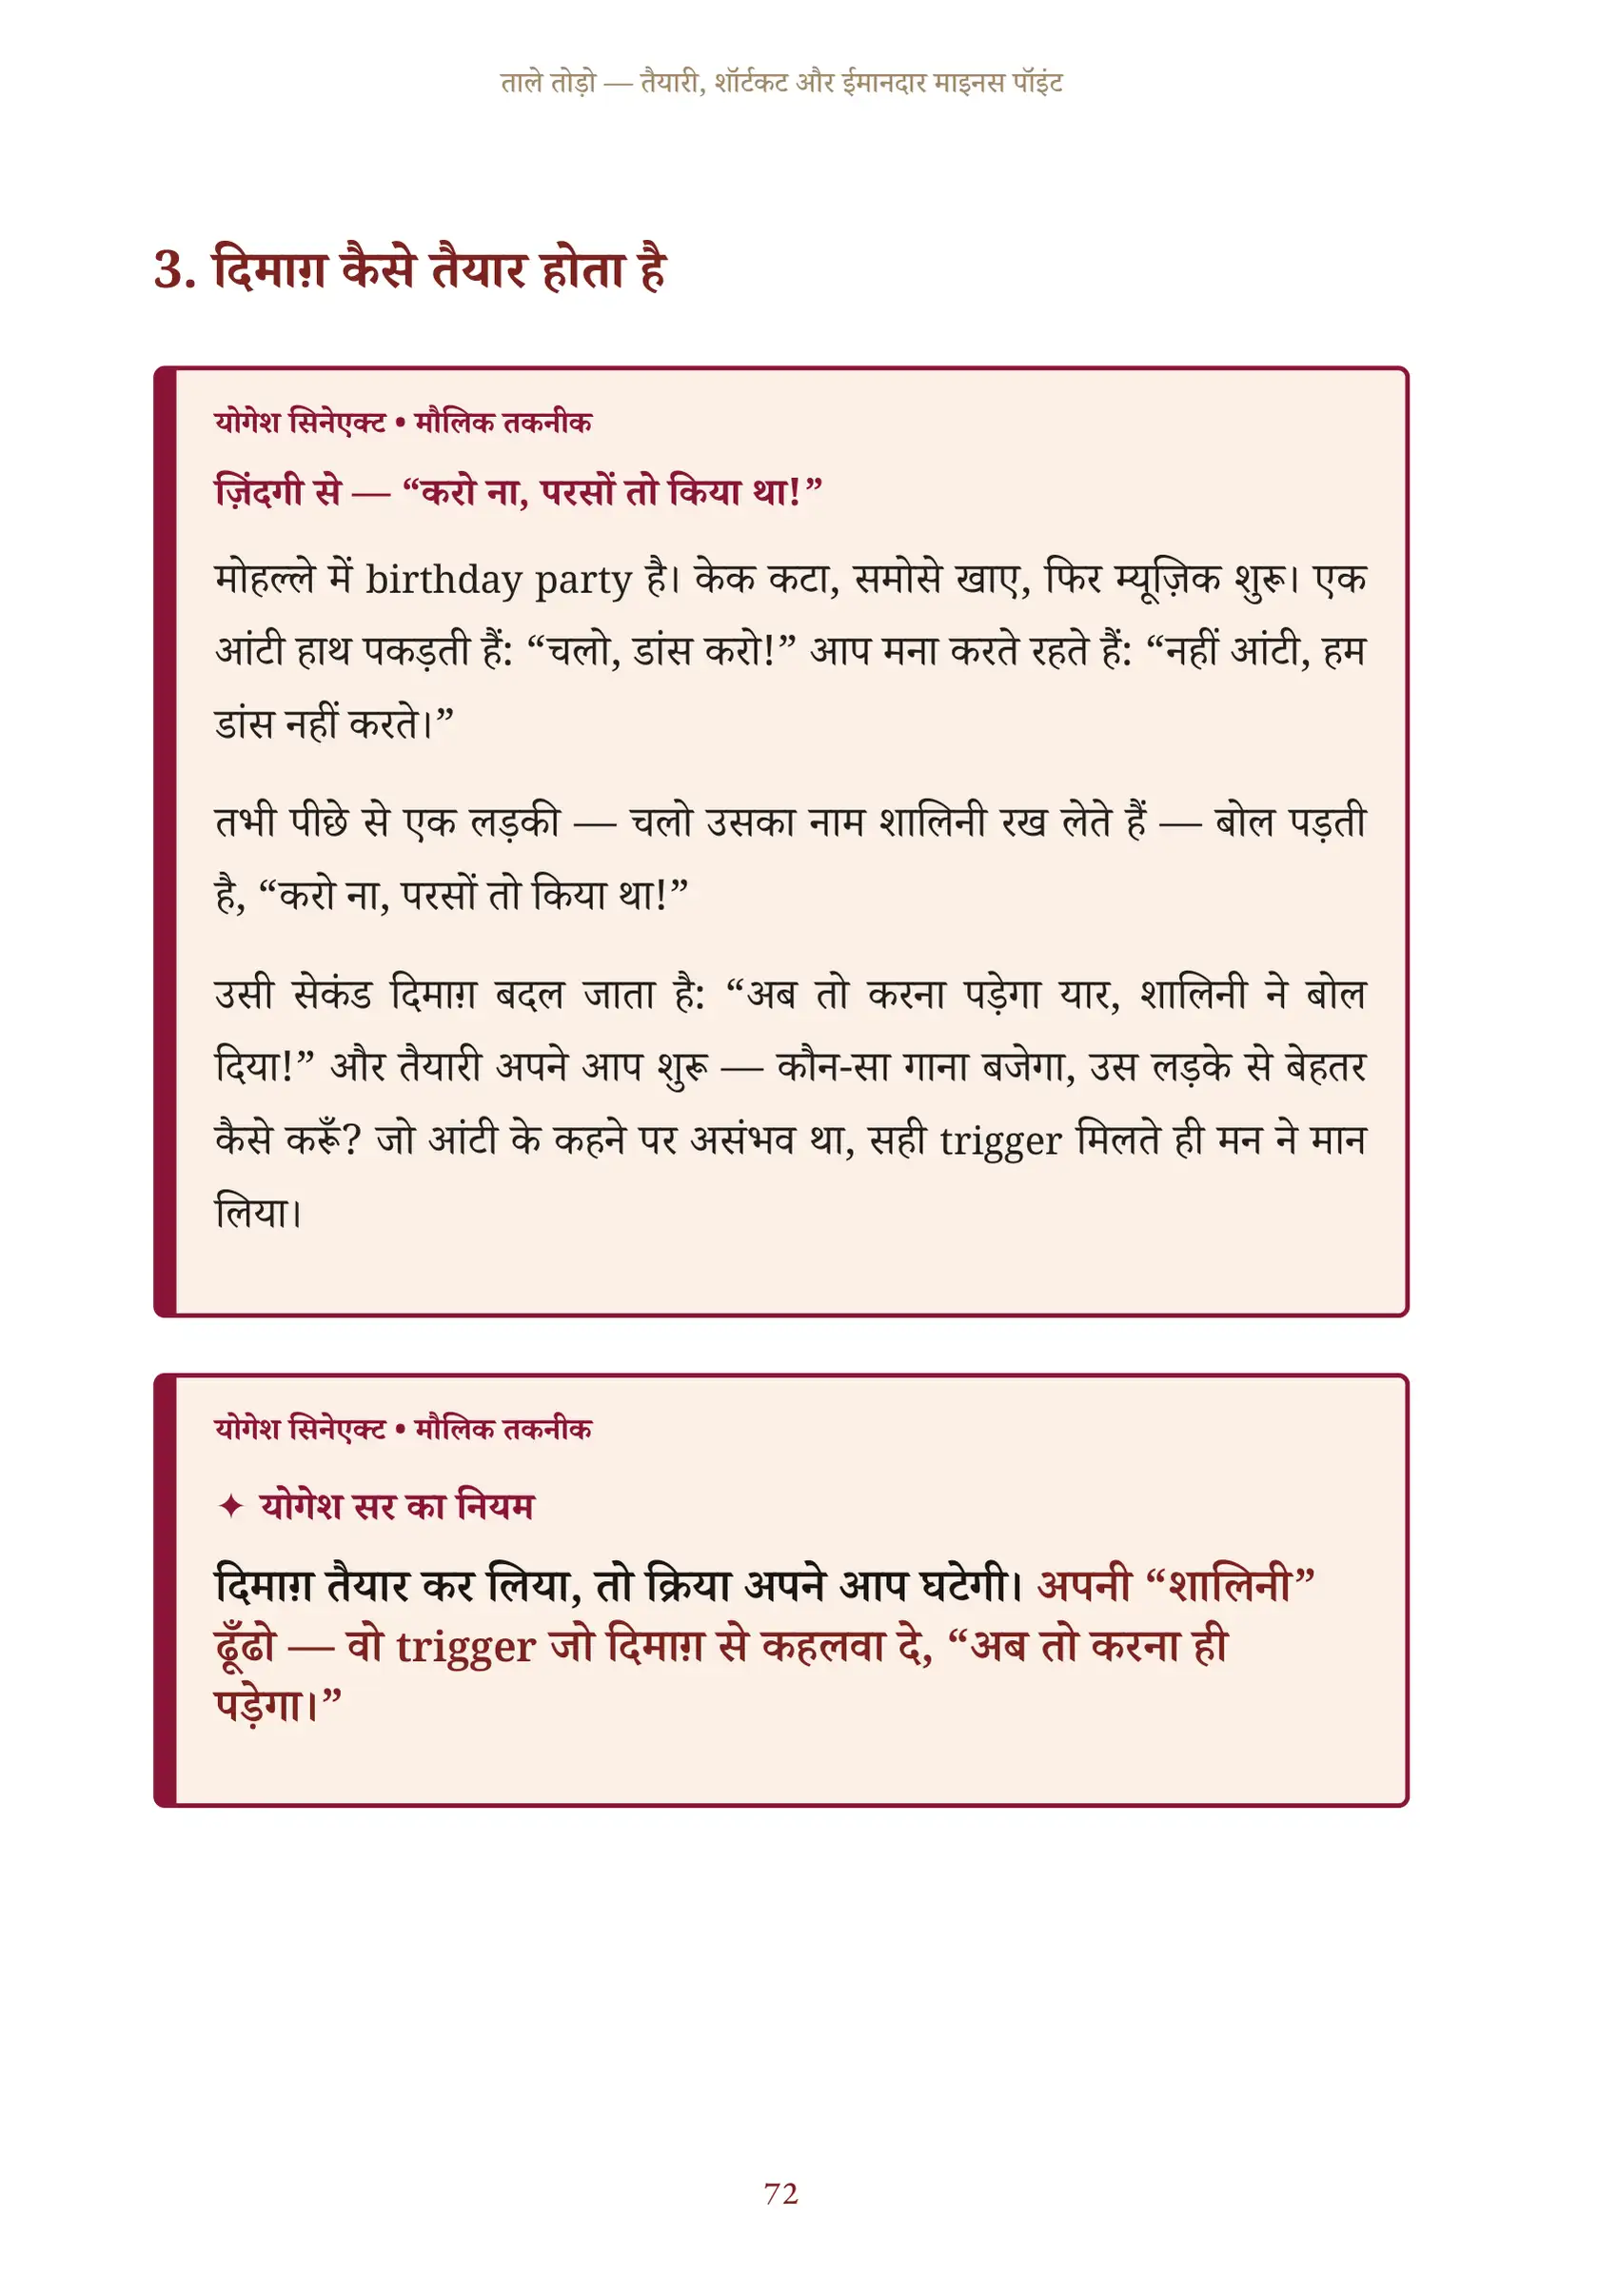 ताले तोड़ो — तैयारी, शॉर्टकट और ईमानदार माइनस पॉइंट
3. दिमाग़ कैसे तैयार होता है
योगेश सिनेएक्ट • मौलिक तकनीक
ज़िंदगी से — “करो ना, परसों तो किया था!”
मोहल्ले में birthday party है। केक कटा, समोसे खाए, फिर म्यूज़िक शुरू। एक
आंटी हाथ पकड़ती हैं: “चलो, डांस करो!” आप मना करते रहते हैं: “नहीं आंटी, हम
डांस नहीं करते।”
तभी पीछे से एक लड़की — चलो उसका नाम शालिनी रख लेते हैं — बोल पड़ती
है, “करो ना, परसों तो किया था!”
उसी सेकंड दिमाग़ बदल जाता है: “अब तो करना पड़ेगा यार, शालिनी ने बोल
दिया!” और तैयारी अपने आप शुरू — कौन-सा गाना बजेगा, उस लड़के से बेहतर
कैसे करूँ? जो आंटी के कहने पर असंभव था, सही trigger मिलते ही मन ने मान
लिया।
योगेश सिनेएक्ट • मौलिक तकनीक
✦ योगेश सर का नियम
दिमाग़ तैयार कर लिया, तो क्रिया अपने आप घटेगी। अपनी “शालिनी”
ढूँढो — वो trigger जो दिमाग़ से कहलवा दे, “अब तो करना ही
पड़ेगा।”
72